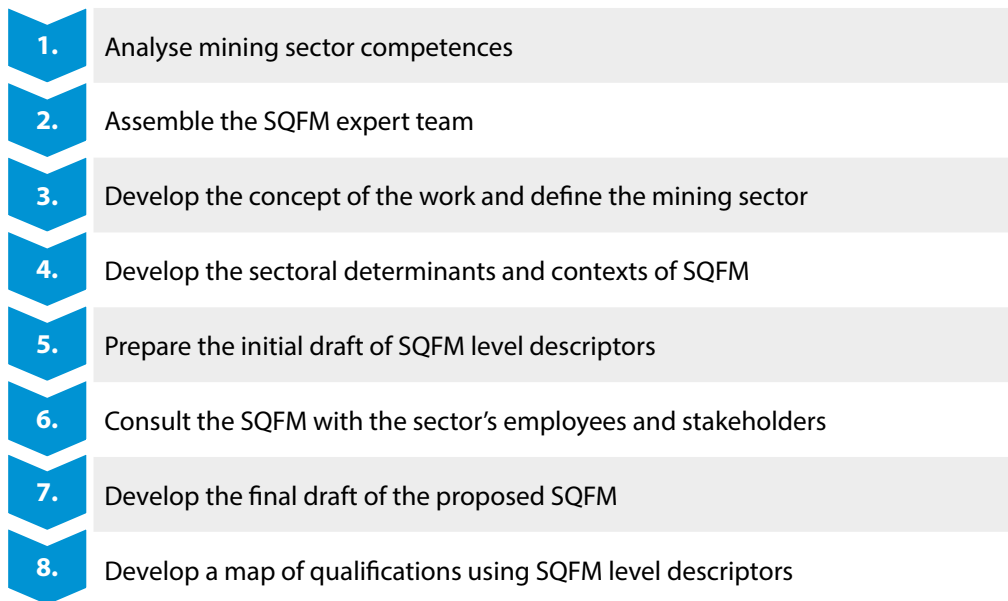 1. Analyse mining sector competences
2. Assemble the SQFM expert team
3. Develop the concept of the work and define the mining sector
4. Develop the sectoral determinants and contexts of SQFM
5. Prepare the initial draft of SQFM level descriptors
6. Consult the SQFM with the sector’s employees and stakeholders
7. Develop the final draft of the proposed SQFM
8. Develop a map of qualifications using SQFM level descriptors